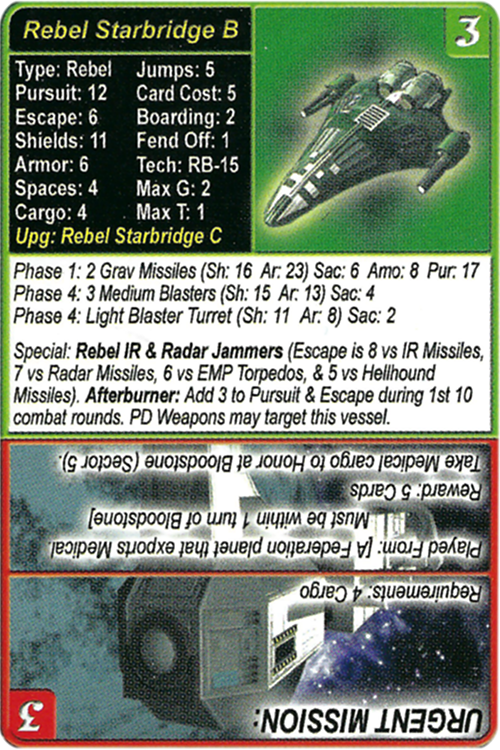 Rebel Starbridge B
3
Type: Rebel Jumps: 5
Pursuit: 12 Card Cost: 5
Escape: 6 Boarding: 2
Shields: 11 Fend Off: 1
Armor: 6 Tech: RB-15
Spaces: 4 Max G: 2
Cargo: 4 Max T: 1
Upg: Rebel Starbridge C
Phase 1: 2 Grav Missiles (Sh: 16 Ar: 23) Sac: 6 Amo: 8 Pur: 17
Phase 4: 3 Medium Blasters (Sh: 15 Ar: 13) Sac: 4
Phase 4: Light Blaster Turret (Sh: 11 Ar: 8) Sac: 2
Special: Rebel IR & Radar Jammers (Escape is 8 vs IR Missiles,
7 vs Radar Missiles, 6 vs EMP Torpedos, & 5 vs Hellhound
Missiles). Afterburner: Add 3 to Pursuit & Escape during 1st 10
combat rounds. PD Weapons may target this vessel.
URGENT MISSION:
3
Requirements: 4 Cargo
Played From: [A Federation planet that exports Medical
Must be within 1 turn of Bloodstone]
Reward: 5 Cards
Take Medical cargo to Honor at Bloodstone (Sector 5).